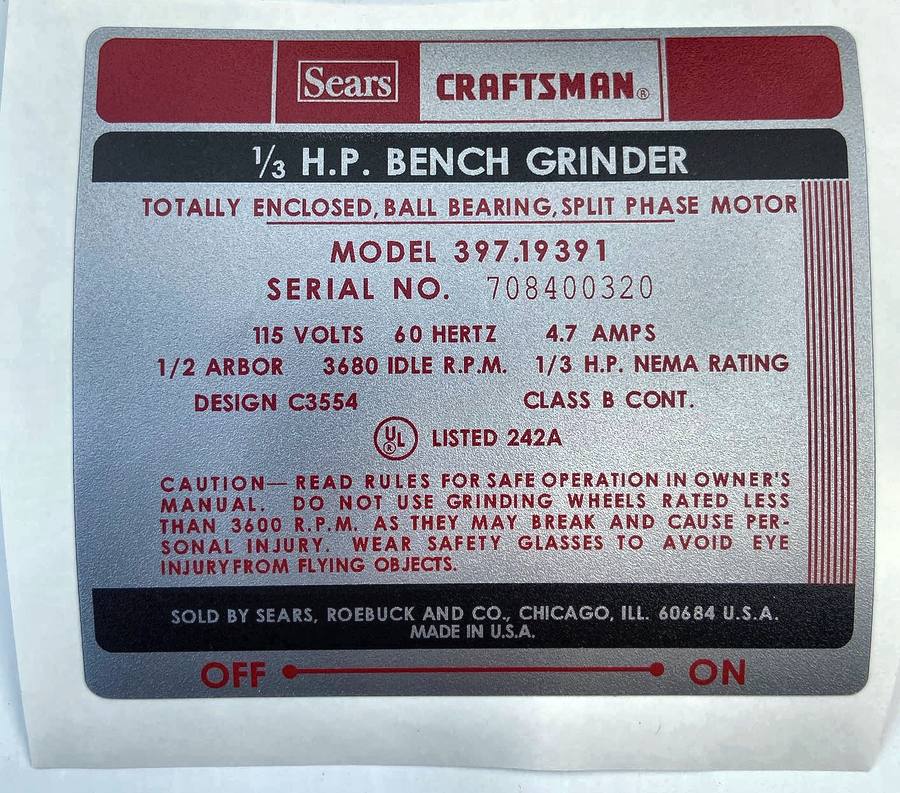 Sears CRAFTSMAN®
1/3 H.P. BENCH GRINDER
TOTALLY ENCLOSED, BALL BEARING, SPLIT PHASE MOTOR
MODEL 397.19391
SERIAL NO. 708400320
115 VOLTS 60 HERTZ 4.7 AMPS
1/2 ARBOR 3680 IDLE R.P.M. 1/3 H.P. NEMA RATING
DESIGN C3554 CLASS B CONT.
UL® LISTED 242A
CAUTION— READ RULES FOR SAFE OPERATION IN OWNER'S
MANUAL. DO NOT USE GRINDING WHEELS RATED LESS
THAN 3600 R.P.M. AS THEY MAY BREAK AND CAUSE PER-
SONAL INJURY. WEAR SAFETY GLASSES TO AVOID EYE
INJURY FROM FLYING OBJECTS.
SOLD BY SEARS, ROEBUCK AND CO., CHICAGO, ILL. 60684 U.S.A.
MADE IN U.S.A.
OFF ON